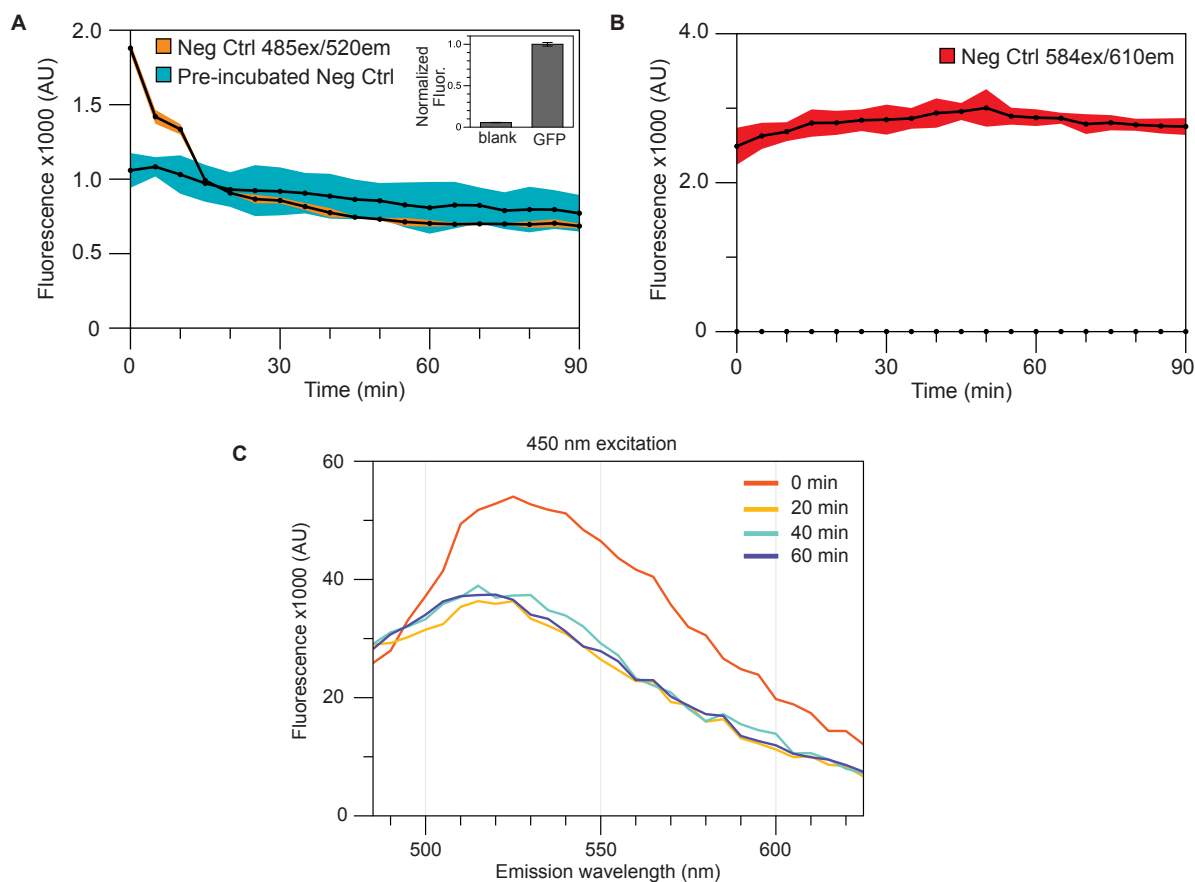 A
Fluorescence x1000 (AU)
2.0
1.5
1.0
0.5
0
Neg Ctrl 485ex/520em
Pre-incubated Neg Ctrl
Normalized
Fluor.
1.0
0
blank
GFP
0
30
60
90
Time (min)
B
Fluorescence x1000 (AU)
4.0
2.0
0
Neg Ctrl 584ex/610em
0
30
60
90
Time (min)
C
450 nm excitation
Fluorescence x1000 (AU)
60
40
20
0
0 min
20 min
40 min
60 min
500
550
600
Emission wavelength (nm)